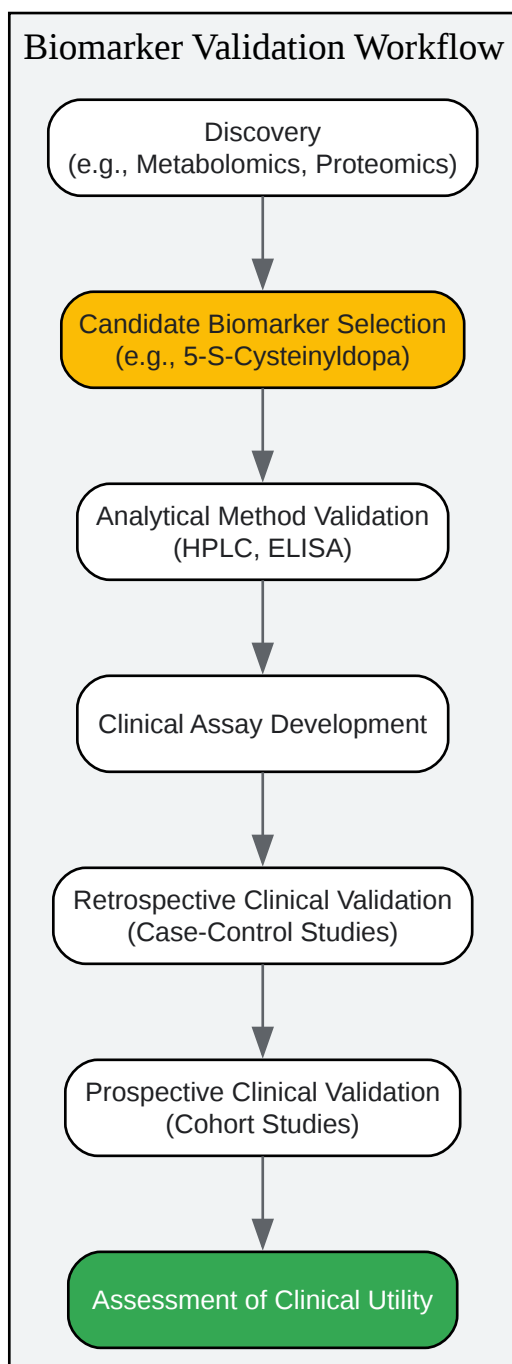 Biomarker Validation Workflow
Discovery
(e.g., Metabolomics, Proteomics)
Candidate Biomarker Selection
(e.g., 5-S-Cysteinyldopa)
Analytical Method Validation
(HPLC, ELISA)
Clinical Assay Development
Retrospective Clinical Validation
(Case-Control Studies)
Prospective Clinical Validation
(Cohort Studies)
Assessment of Clinical Utility